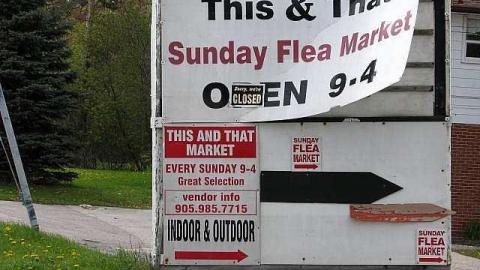 This & That
Sunday Flea Market
OPEN 9-4
Sorry, we're
CLOSED
THIS AND THAT
MARKET
EVERY SUNDAY 9-4
Great Selection
vendor info
905.985.7715
INDOOR & OUTDOOR
SUNDAY
FLEA
MARKET
SUNDAY
FLEA
MARKET